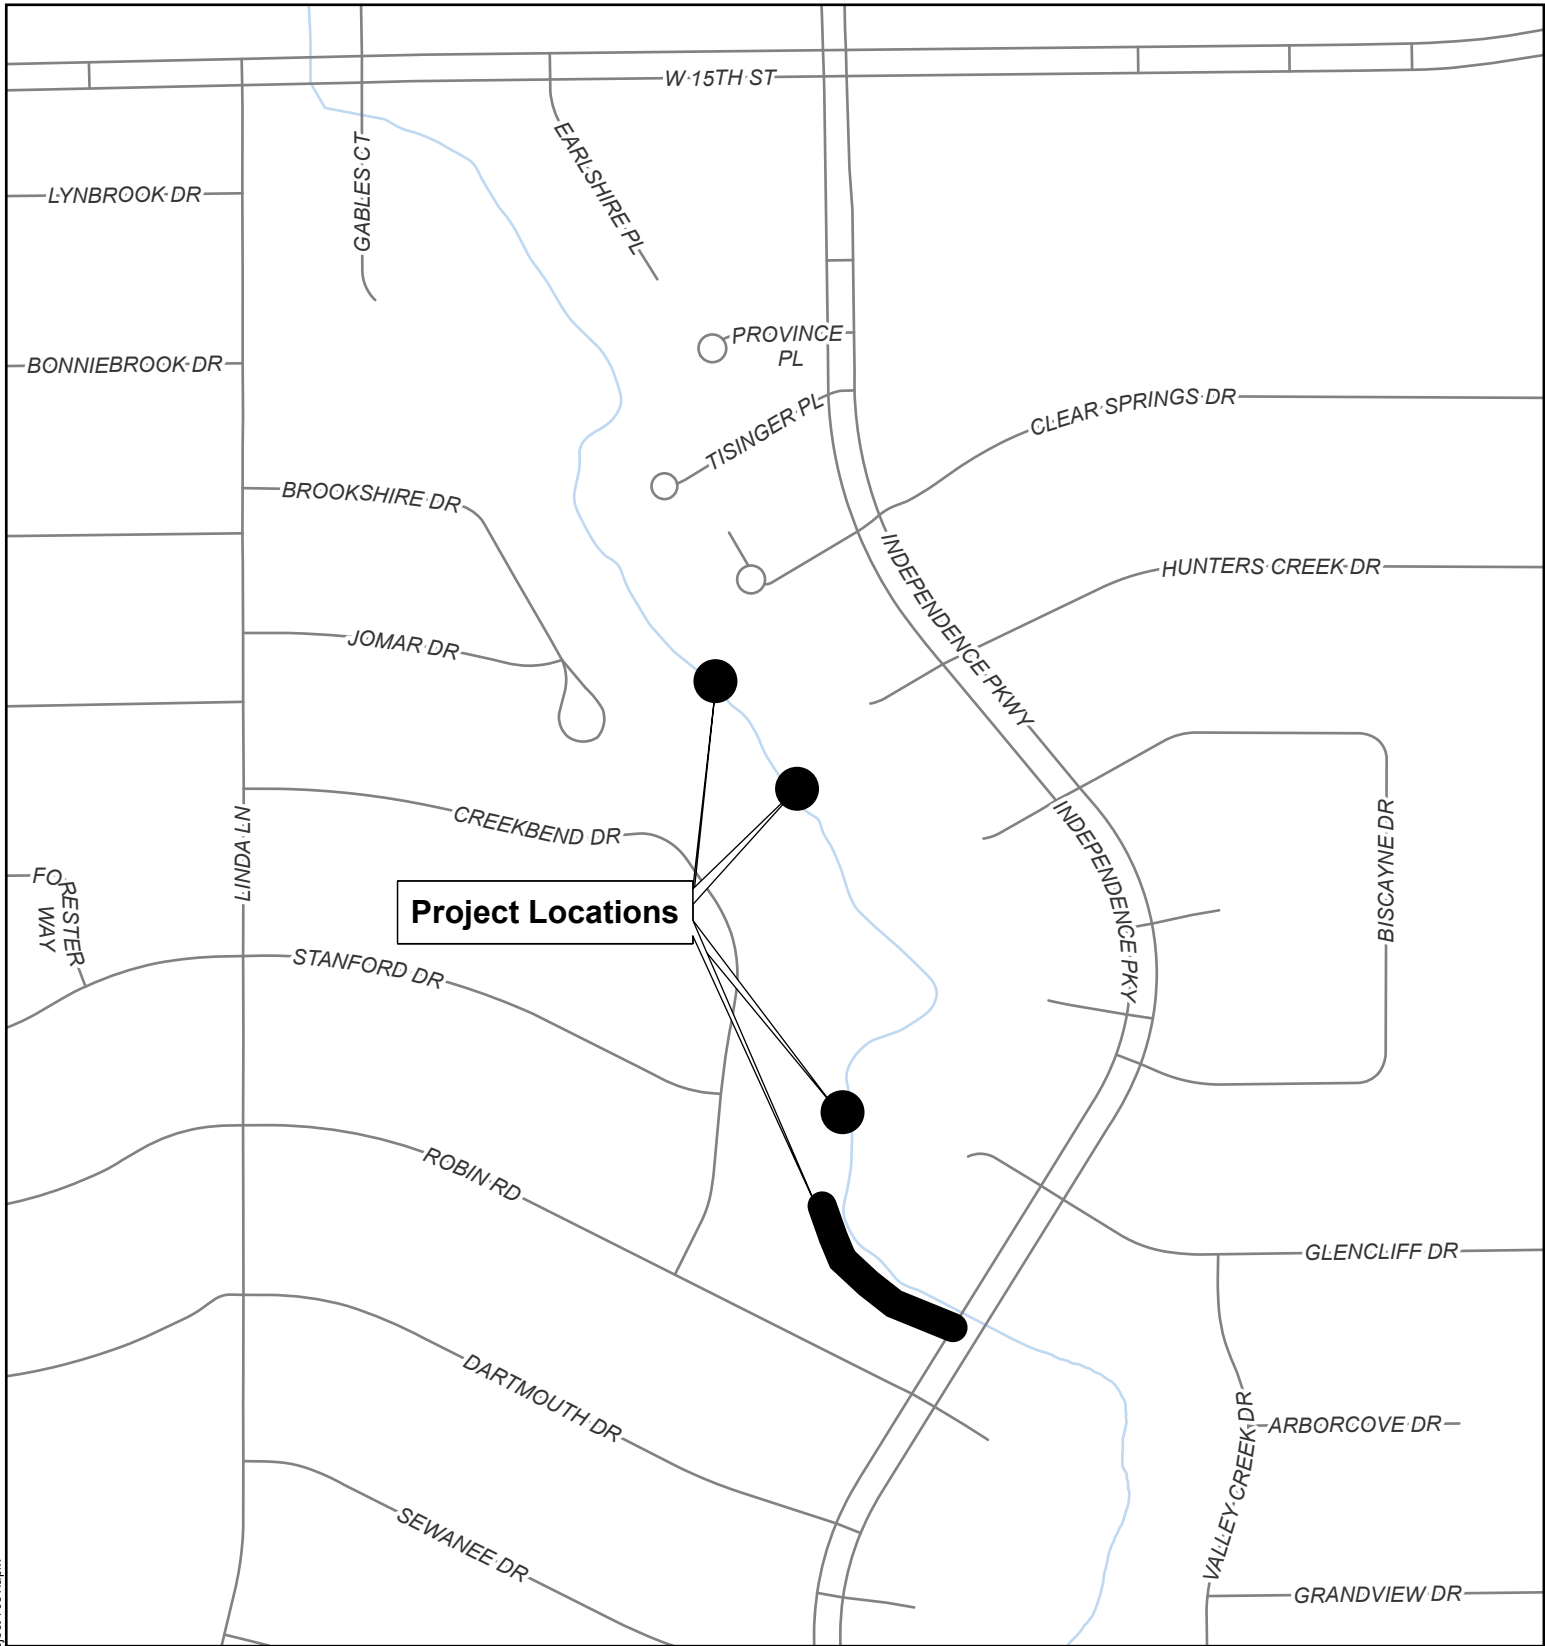 W 15TH ST
GABLES CT
EARLSHIRE PL
LYNBROOK DR
PROVINCE
PL
BONNIEBROOK DR
TISINGER PL
CLEAR SPRINGS DR
BROOKSHIRE DR
INDEPENDENCE PKWY
HUNTERS CREEK DR
JOMAR DR
CREEKBEND DR
LINDA LN
INDEPENDENCE PKY
BISCAYNE DR
FORESTER
WAY
Project Locations
STANFORD DR
ROBIN RD
GLENCLIFF DR
DARTMOUTH DR
VALLEY CREEK DR
ARBORCOVE DR
SEWANEE DR
GRANDVIEW DR